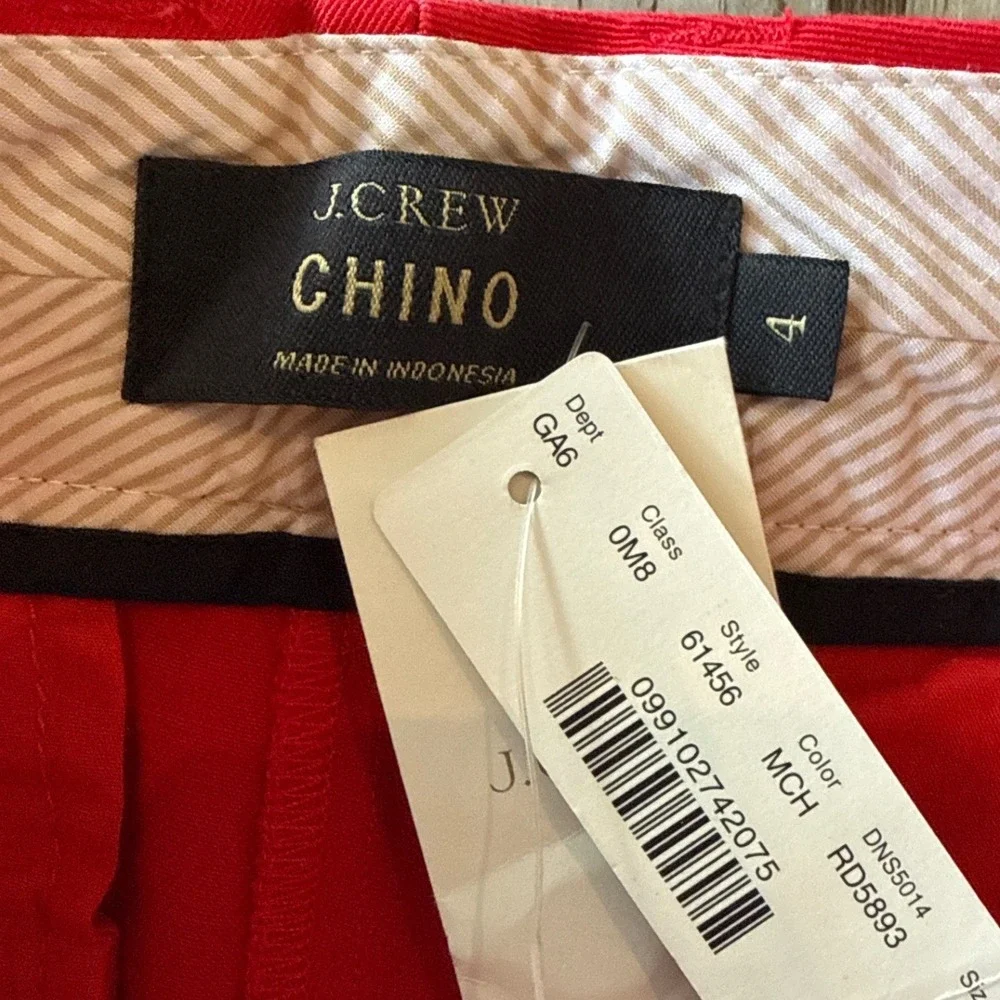 J.CREW
CHINO
MADE IN INDONESIA
4
Dept
GA6
Class
0M8
Style
61456
Color
MCH
DNS5014
RD5893
099102742075
J.